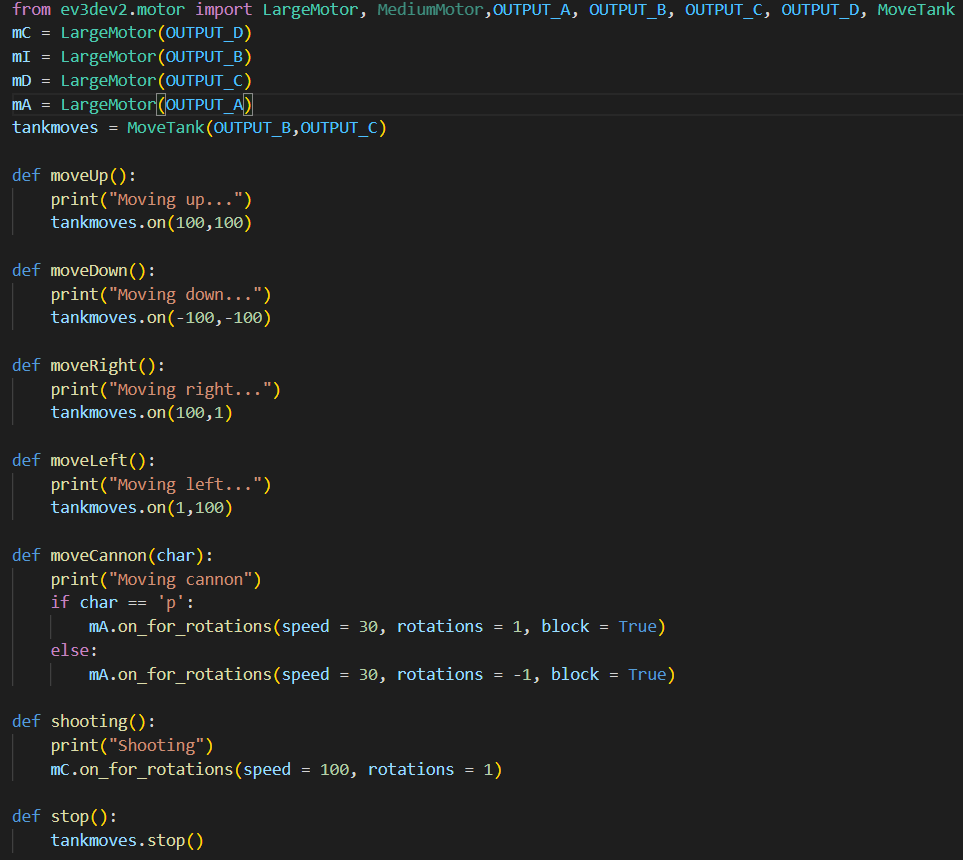 from ev3dev2.motor import LargeMotor, MediumMotor,OUTPUT_A, OUTPUT_B, OUTPUT_C, OUTPUT_D, MoveTank
mC = LargeMotor(OUTPUT_D)
mI = LargeMotor(OUTPUT_B)
mD = LargeMotor(OUTPUT_C)
mA = LargeMotor(OUTPUT_A)
tankmoves = MoveTank(OUTPUT_B,OUTPUT_C)

def moveUp():
    print("Moving up...")
    tankmoves.on(100,100)

def moveDown():
    print("Moving down...")
    tankmoves.on(-100,-100)

def moveRight():
    print("Moving right...")
    tankmoves.on(100,1)

def moveLeft():
    print("Moving left...")
    tankmoves.on(1,100)

def moveCannon(char):
    print("Moving cannon")
    if char == 'p':
        mA.on_for_rotations(speed = 30, rotations = 1, block = True)
    else:
        mA.on_for_rotations(speed = 30, rotations = -1, block = True)

def shooting():
    print("Shooting")
    mC.on_for_rotations(speed = 100, rotations = 1)

def stop():
    tankmoves.stop()